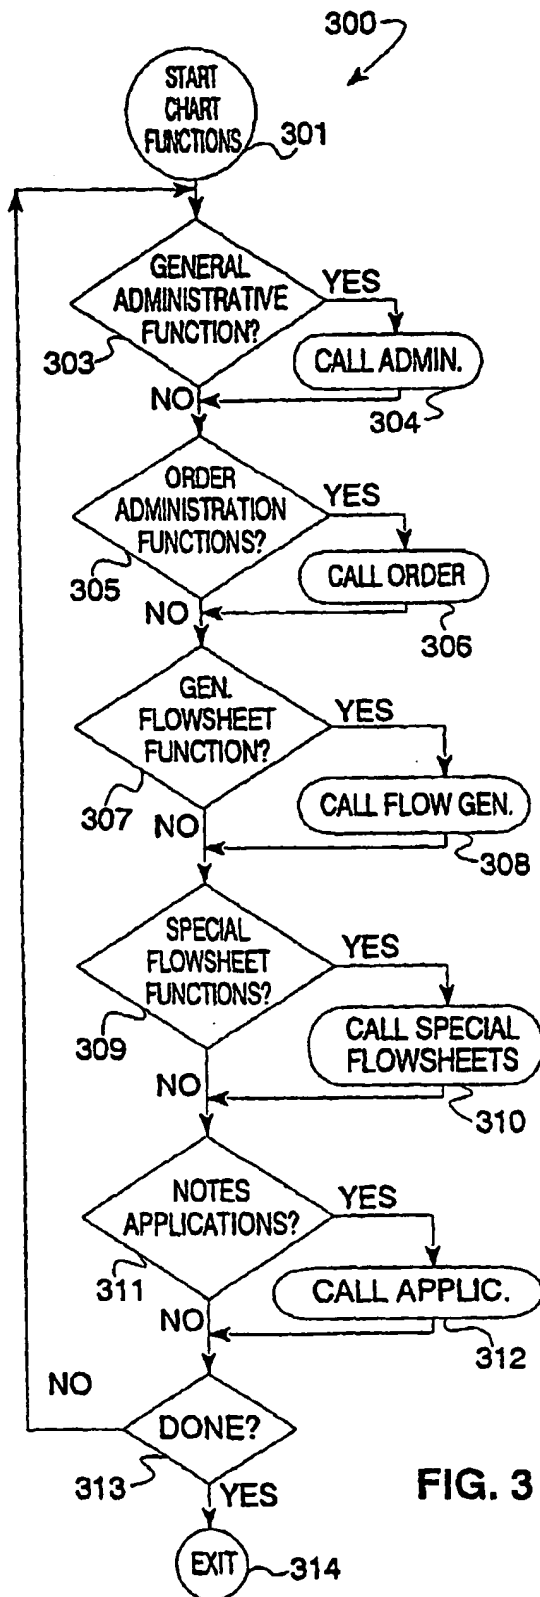 300
START
CHART
FUNCTIONS
301
GENERAL
ADMINISTRATIVE
FUNCTION?
YES
303
CALL ADMIN.
NO
304
ORDER
ADMINISTRATION
FUNCTIONS?
YES
305
CALL ORDER
NO
306
GEN.
FLOWSHEET
FUNCTION?
YES
307
CALL FLOW GEN.
NO
308
SPECIAL
FLOWSHEET
FUNCTIONS?
YES
309
CALL SPECIAL
FLOWSHEETS
NO
310
NOTES
APPLICATIONS?
YES
311
CALL APPLIC.
NO
312
NO
DONE?
313
YES
FIG. 3
EXIT
314